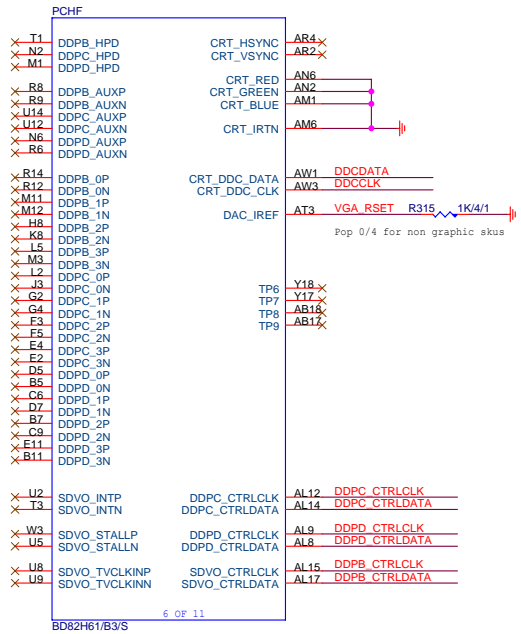 PCHF
T1 DDPB_HPD CRT_HSYNC AR4
N2 DDPC_HPD CRT_VSYNC AR2
M1 DDPD_HPD
CRT_RED AN6
R8 DDPB_AUXP CRT_GREEN AN2
R9 DDPB_AUXN CRT_BLUE AM1
U14 DDPC_AUXP
U12 DDPC_AUXN CRT_IRTN AM6
N6 DDPD_AUXP
R6 DDPD_AUXN
R14 DDPB_0P CRT_DDC_DATA AW1 DDCDATA
R12 DDPB_0N CRT_DDC_CLK AW3 DDCCLK
M11 DDPB_1P
M12 DDPB_1N DAC_IREF AT3 VGA_RSET R315 1K/4/1
H8 DDPB_2P
K8 DDPB_2N Pop 0/4 for non graphic skus
L5 DDPB_3P
M3 DDPB_3N
L2 DDPC_0P
J3 DDPC_0N TP6 Y18
G2 DDPC_1P TP7 Y17
G4 DDPC_1N TP8 AB18
F3 DDPC_2P TP9 AB17
F5 DDPC_2N
E4 DDPC_3P
E2 DDPC_3N
D5 DDPD_0P
B5 DDPD_0N
C6 DDPD_1P
D7 DDPD_1N
B7 DDPD_2P
C9 DDPD_2N
E11 DDPD_3P
B11 DDPD_3N
U2 SDVO_INTP DDPC_CTRLCLK AL12 DDPC_CTRLCLK
T3 SDVO_INTN DDPC_CTRLDATA AL14 DDPC_CTRLDATA
W3 SDVO_STALLP DDPD_CTRLCLK AL9 DDPD_CTRLCLK
U5 SDVO_STALLN DDPD_CTRLDATA AL8 DDPD_CTRLDATA
U8 SDVO_TVCLKINP SDVO_CTRLCLK AL15 DDPB_CTRLCLK
U9 SDVO_TVCLKINN SDVO_CTRLDATA AL17 DDPB_CTRLDATA
6 OF 11
BD82H61/B3/S